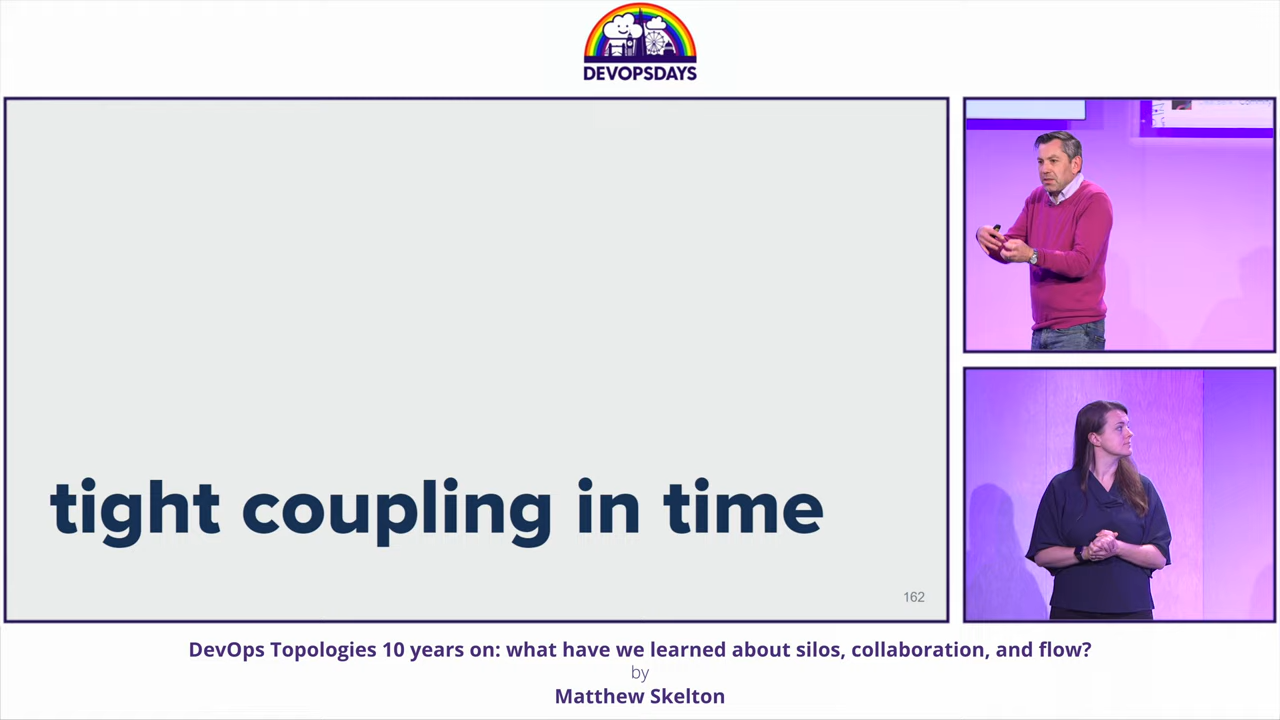 DEVOPSDAYS
tight coupling in time
162
DevOps Topologies 10 years on: what have we learned about silos, collaboration, and flow?
by
Matthew Skelton